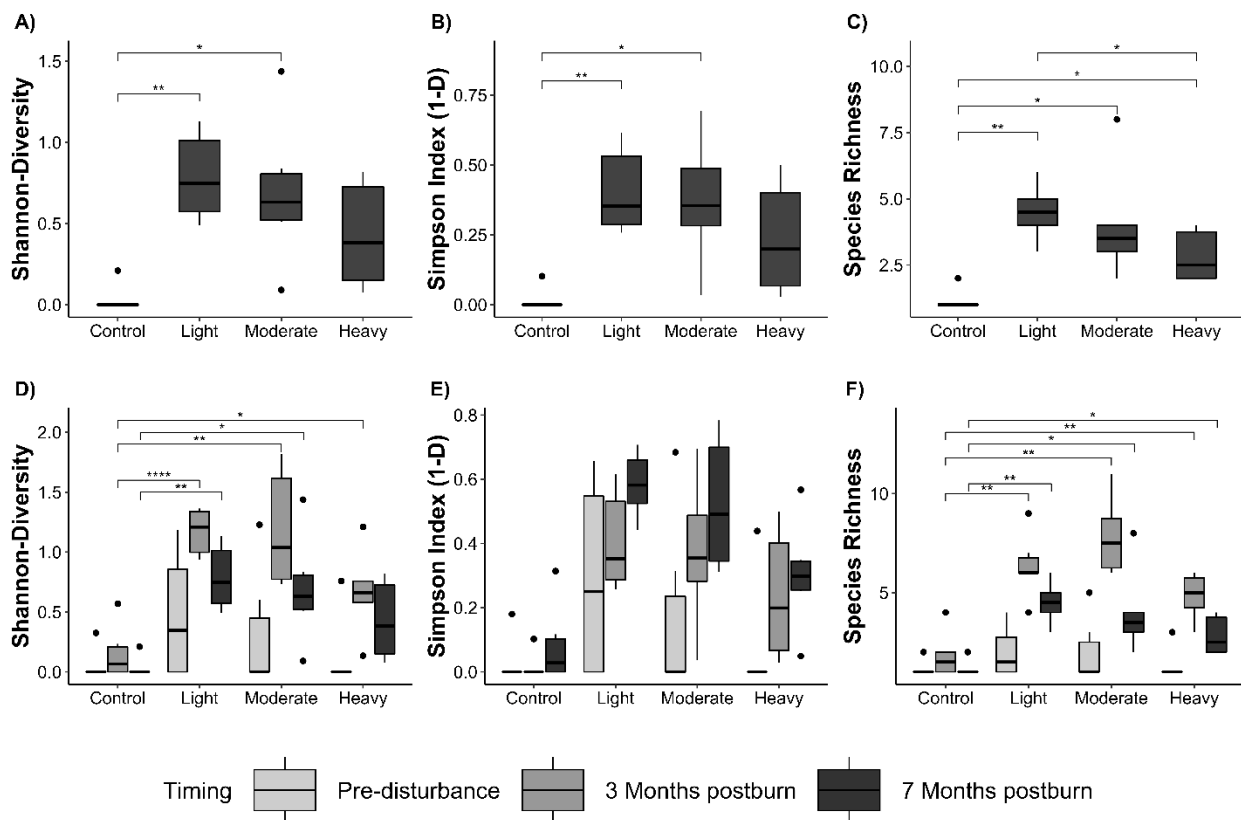 A)
Shannon-Diversity
1.5
1.0
0.5
0.0
*
**
Control Light Moderate Heavy
B)
Simpson Index (1-D)
0.75
0.50
0.25
0.00
*
**
Control Light Moderate Heavy
C)
Species Richness
10.0
7.5
5.0
2.5
*
*
*
**
Control Light Moderate Heavy
D)
Shannon-Diversity
2.0
1.5
1.0
0.5
0.0
*
*
**
****
**
Control Light Moderate Heavy
E)
Simpson Index (1-D)
0.8
0.6
0.4
0.2
0.0
Control Light Moderate Heavy
F)
Species Richness
10
5
*
**
*
**
**
**
Control Light Moderate Heavy
Timing Pre-disturbance 3 Months postburn 7 Months postburn